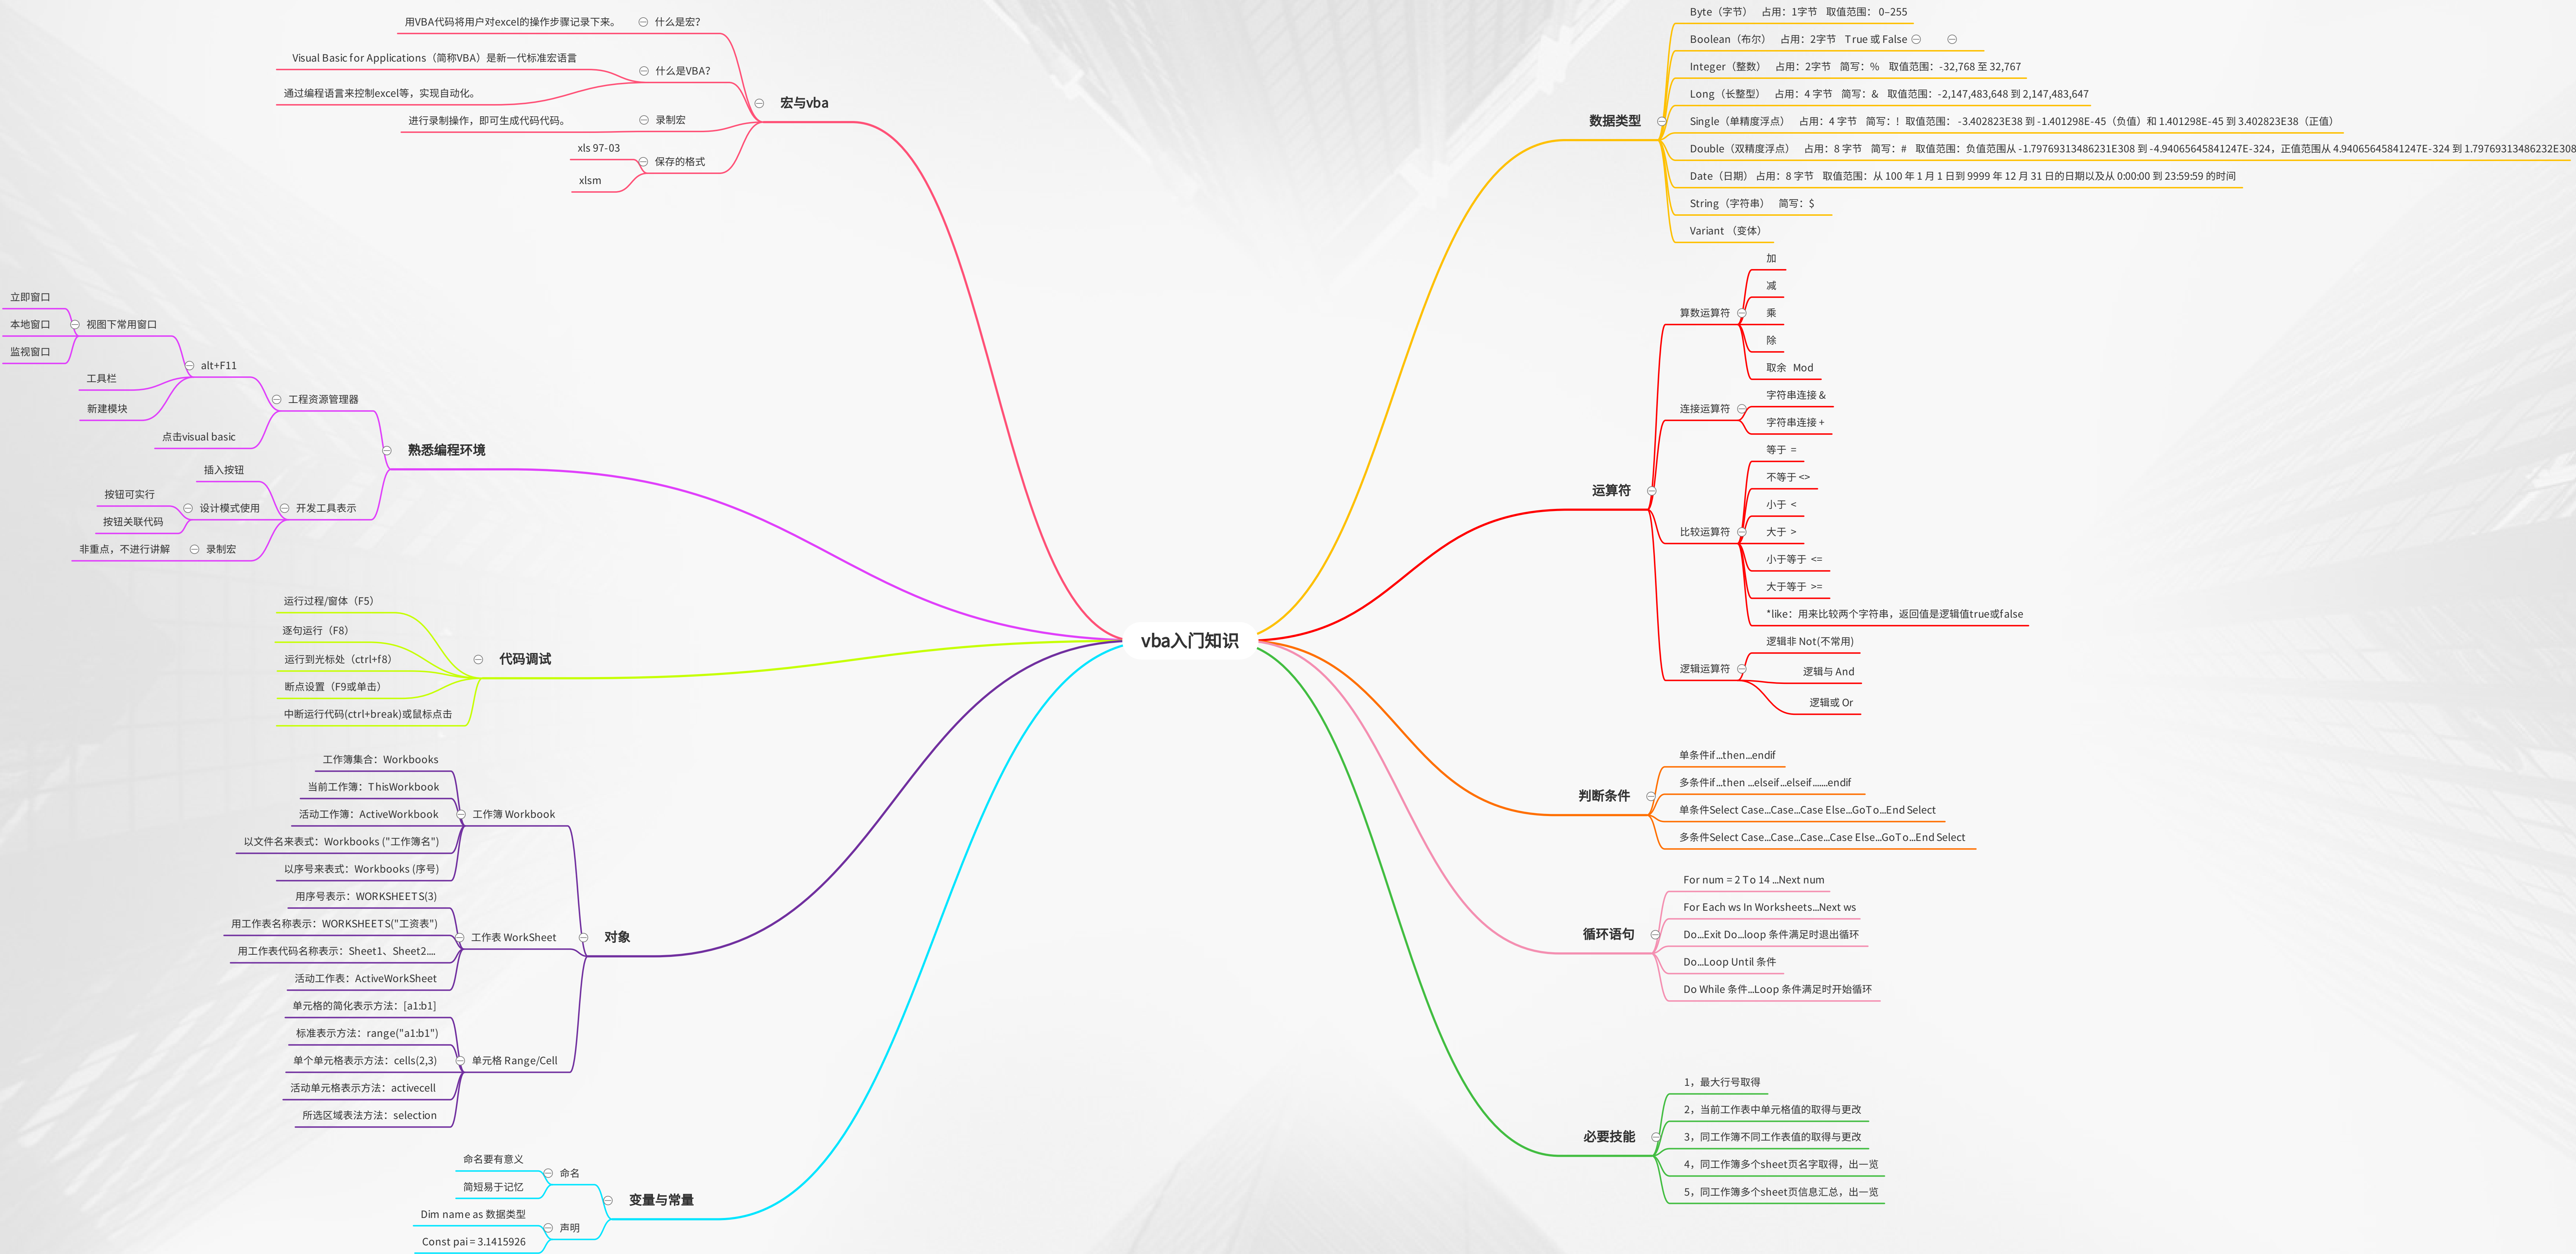 vba入门知识
宏与vba
什么是宏?
用VBA代码将用户对excel的操作步骤记录下来。
什么是VBA?
Visual Basic for Applications（简称VBA）是新一代标准宏语言
通过编程语言来控制excel等，实现自动化。
录制宏
进行录制操作，即可生成代码代码。
保存的格式
xls 97-03
xlsm
熟悉编程环境
工程资源管理器
alt+F11
视图下常用窗口
立即窗口
本地窗口
监视窗口
工具栏
新建模块
点击visual basic
开发工具表示
插入按钮
设计模式使用
按钮可实行
按钮关联代码
录制宏
非重点，不进行讲解
代码调试
运行过程/窗体（F5）
逐句运行（F8）
运行到光标处（ctrl+f8）
断点设置（F9或单击）
中断运行代码(ctrl+break)或鼠标点击
对象
工作簿 Workbook
工作簿集合：Workbooks
当前工作簿：ThisWorkbook
活动工作簿：ActiveWorkbook
以文件名来表式：Workbooks ("工作簿名")
以序号来表式：Workbooks (序号)
工作表 WorkSheet
用序号表示：WORKSHEETS(3)
用工作表名称表示：WORKSHEETS("工资表")
用工作表代码名称表示：Sheet1、Sheet2....
活动工作表：ActiveWorkSheet
单元格 Range/Cell
单元格的简化表示方法：[a1:b1]
标准表示方法：range("a1:b1")
单个单元格表示方法：cells(2,3)
活动单元格表示方法：activecell
所选区域表法方法：selection
变量与常量
命名
命名要有意义
简短易于记忆
声明
Dim name as 数据类型
Const pai = 3.1415926
数据类型
Byte（字节） 占用：1字节 取值范围： 0–255
Boolean（布尔） 占用：2字节 True 或 False
Integer（整数） 占用：2字节 简写：% 取值范围：-32,768 至 32,767
Long（长整型） 占用：4 字节 简写：& 取值范围：-2,147,483,648 到 2,147,483,647
Single（单精度浮点） 占用：4 字节 简写：！取值范围： -3.402823E38 到 -1.401298E-45（负值）和 1.401298E-45 到 3.402823E38（正值）
Double（双精度浮点） 占用：8 字节 简写：# 取值范围：负值范围从 -1.79769313486231E308 到 -4.94065645841247E-324，正值范围从 4.94065645841247E-324 到 1.79769313486232E308
Date（日期） 占用：8 字节 取值范围：从 100 年 1 月 1 日到 9999 年 12 月 31 日的日期以及从 0:00:00 到 23:59:59 的时间
String（字符串） 简写：$
Variant （变体）
运算符
算数运算符
加
减
乘
除
取余 Mod
连接运算符
字符串连接 &
字符串连接 +
比较运算符
等于 =
不等于 <>
小于 <
大于 >
小于等于 <=
大于等于 >=
*like：用来比较两个字符串，返回值是逻辑值true或false
逻辑运算符
逻辑非 Not(不常用)
逻辑与 And
逻辑或 Or
判断条件
单条件if...then...endif
多条件if...then ...elseif...elseif.......endif
单条件Select Case...Case...Case Else...GoTo...End Select
多条件Select Case...Case...Case...Case Else...GoTo...End Select
循环语句
For num = 2 To 14 ...Next num
For Each ws In Worksheets...Next ws
Do...Exit Do...loop 条件满足时退出循环
Do...Loop Until 条件
Do While 条件...Loop 条件满足时开始循环
必要技能
1，最大行号取得
2，当前工作表中单元格值的取得与更改
3，同工作簿不同工作表值的取得与更改
4，同工作簿多个sheet页名字取得，出一览
5，同工作簿多个sheet页信息汇总，出一览